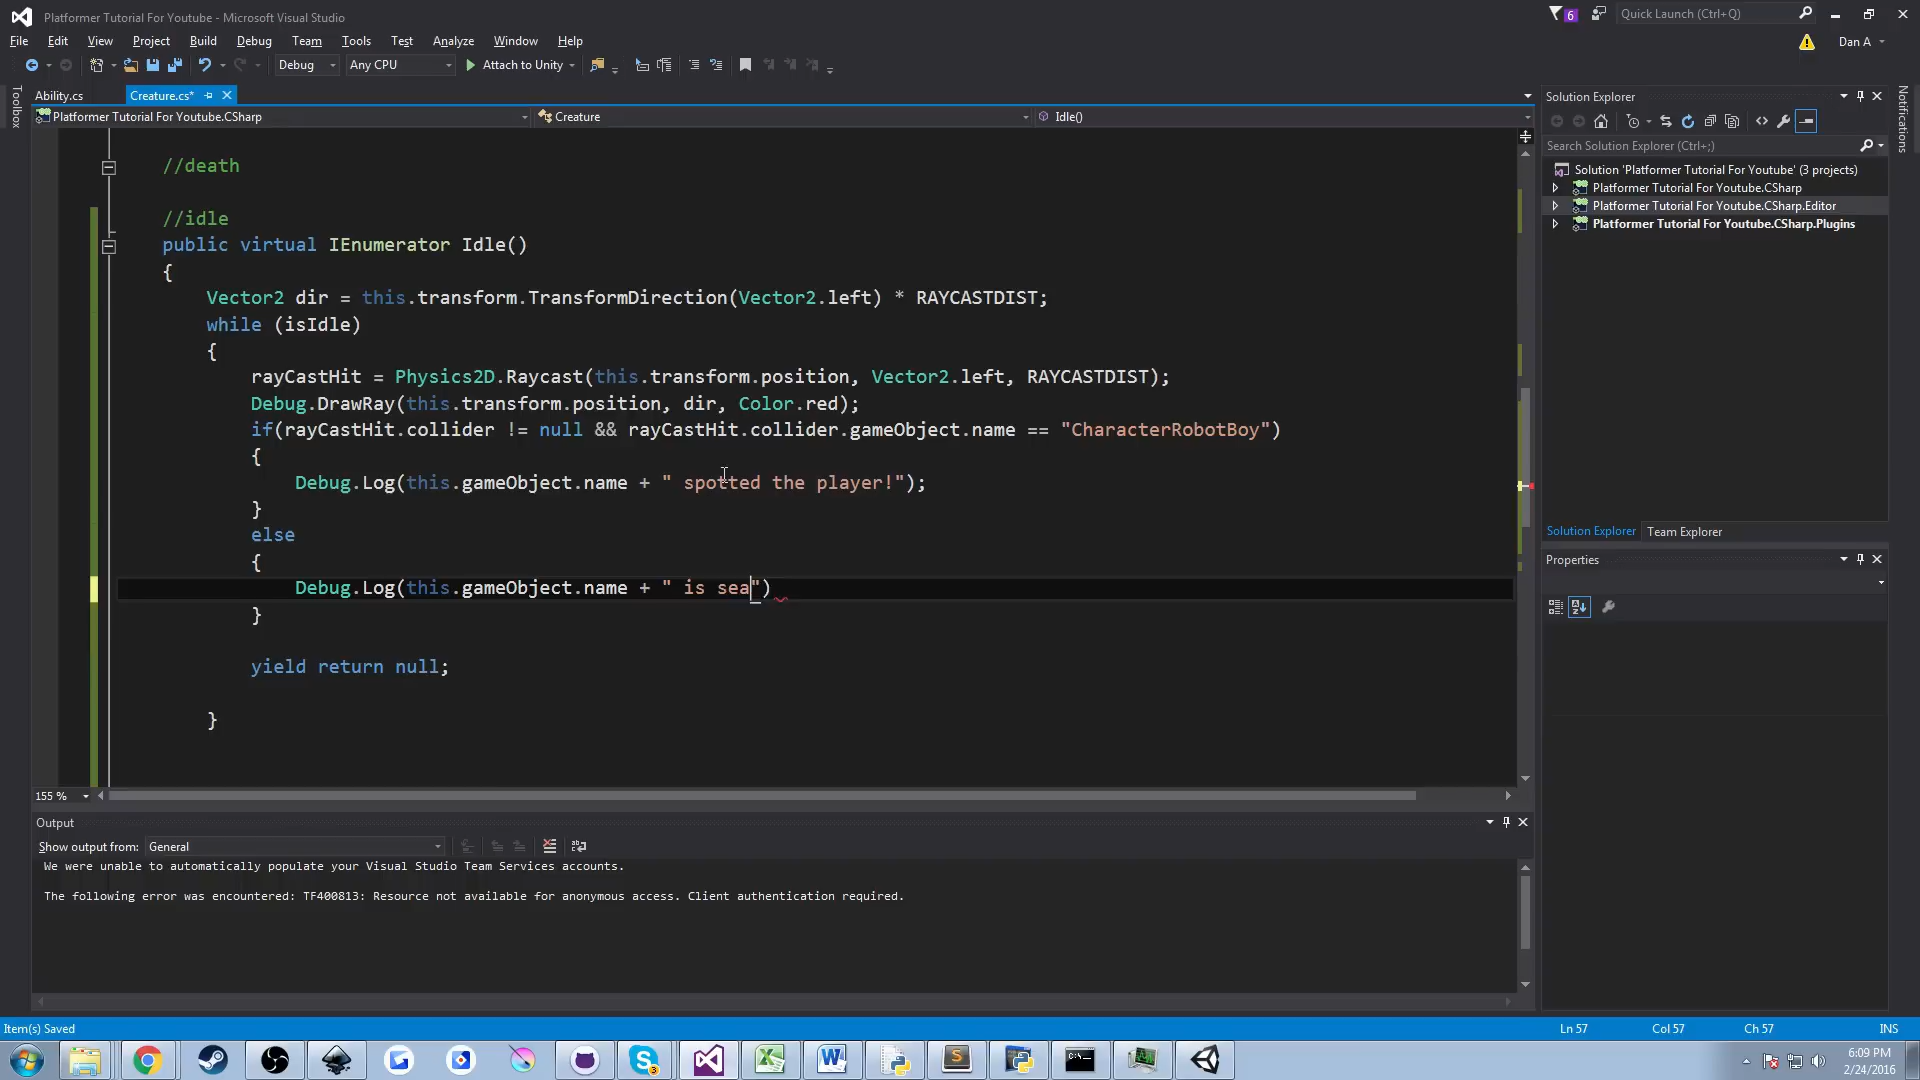 Platformer Tutorial For Youtube - Microsoft Visual Studio
6
Quick Launch (Ctrl+Q)
File Edit View Project Build Debug Team Tools Test Analyze Window Help
Dan A
Debug Any CPU Attach to Unity
Toolbox
Ability.cs Creature.cs*
Platformer Tutorial For Youtube.CSharp Creature Idle()
//death
//idle
public virtual IEnumerator Idle()
{
Vector2 dir = this.transform.TransformDirection(Vector2.left) * RAYCASTDIST;
while (isIdle)
{
rayCastHit = Physics2D.Raycast(this.transform.position, Vector2.left, RAYCASTDIST);
Debug.DrawRay(this.transform.position, dir, Color.red);
if(rayCastHit.collider != null && rayCastHit.collider.gameObject.name == "CharacterRobotBoy")
{
Debug.Log(this.gameObject.name + " spotted the player!");
}
else
{
Debug.Log(this.gameObject.name + " is sea")
}
yield return null;
}
155 %
Output
Show output from: General
We were unable to automatically populate your Visual Studio Team Services accounts.
The following error was encountered: TF400813: Resource not available for anonymous access. Client authentication required.
Solution Explorer
Search Solution Explorer (Ctrl+;)
Solution 'Platformer Tutorial For Youtube' (3 projects)
Platformer Tutorial For Youtube.CSharp
Platformer Tutorial For Youtube.CSharp.Editor
Platformer Tutorial For Youtube.CSharp.Plugins
Solution Explorer Team Explorer
Properties
Notifications
Item(s) Saved Ln 57 Col 57 Ch 57 INS
6:09 PM
2/24/2016